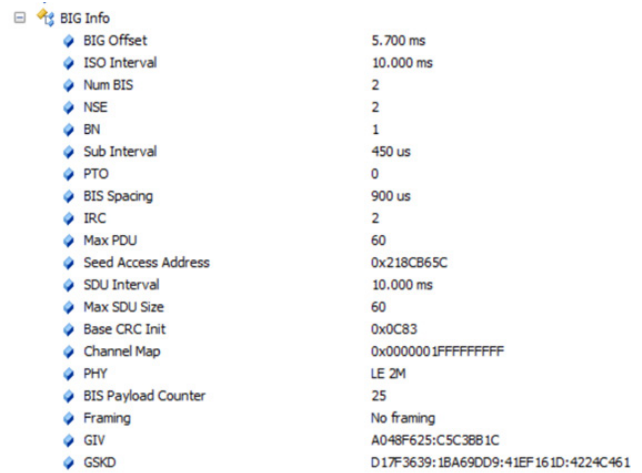 BIG Info
BIG Offset 5.700 ms
ISO Interval 10.000 ms
Num BIS 2
NSE 2
BN 1
Sub Interval 450 us
PTO 0
BIS Spacing 900 us
IRC 2
Max PDU 60
Seed Access Address 0x218CB65C
SDU Interval 10.000 ms
Max SDU Size 60
Base CRC Init 0x0C83
Channel Map 0x0000001FFFFFFFFF
PHY LE 2M
BIS Payload Counter 25
Framing No framing
GIV A048F625:C5C3BB1C
GSKD D17F3639:1BA69DD9:41EF161D:4224C461